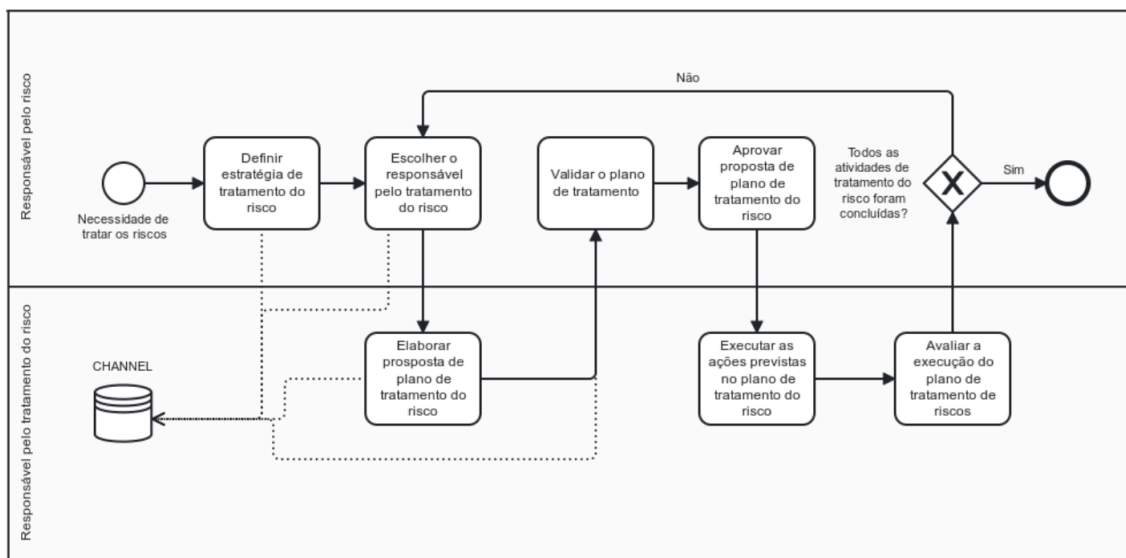 Responsável pelo risco
Não
Necessidade de
tratar os riscos
Definir
estratégia de
tratamento do
risco
Escolher o
responsável
pelo tratamento
do risco
Validar o plano
de tratamento
Aprovar
proposta de
plano de
tratamento do
risco
Todos as
atividades de
tratamento do
risco foram
concluídas?
Sim
Responsável pelo tratamento do risco
CHANNEL
Elaborar
prosposta de
plano de
tratamento do
risco
Executar as
ações previstas
no plano de
tratamento do
risco
Avaliar a
execução do
plano de
tratamento de
riscos